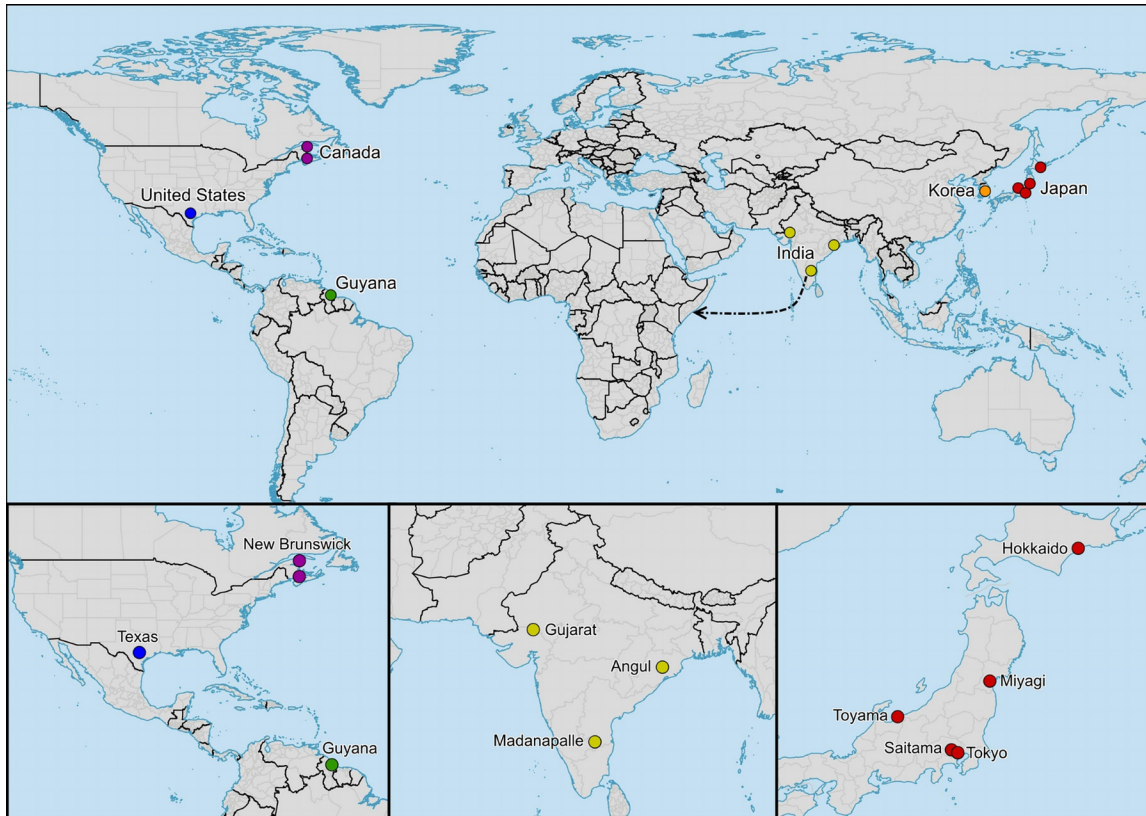 Canada
United States
Korea
Japan
India
Guyana
New Brunswick
Texas
Guyana
Gujarat
Angul
Madanapalle
Hokkaido
Miyagi
Toyama
Saitama
Tokyo